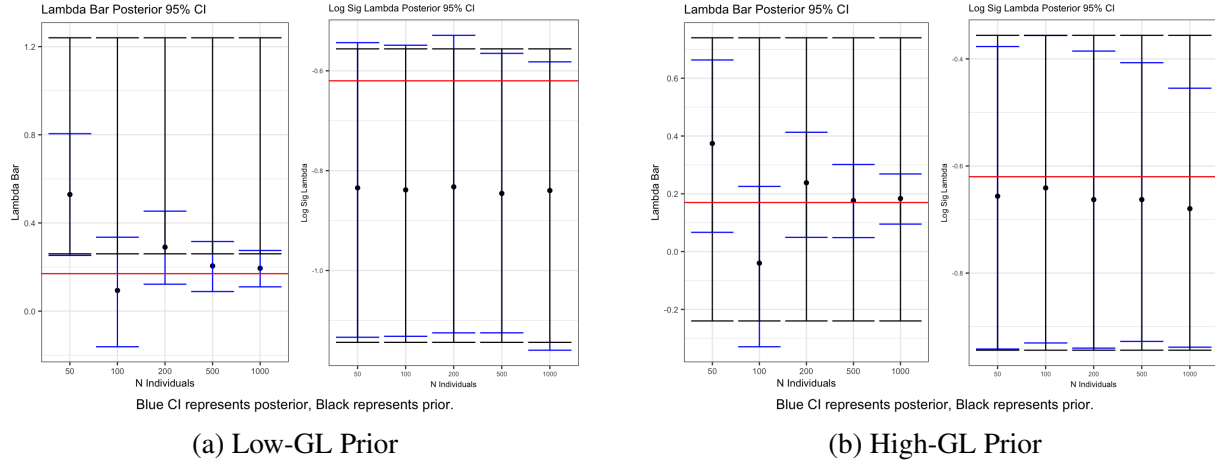 Lambda Bar Posterior 95% CI
Lambda Bar
1.2
0.8
0.4
0.0
50 100 200 500 1000
N Individuals
Log Sig Lambda Posterior 95% CI
Log Sig Lambda
-0.6
-0.8
-1.0
50 100 200 500 1000
N Individuals
Blue CI represents posterior, Black represents prior.
(a) Low-GL Prior
Lambda Bar Posterior 95% CI
Lambda Bar
0.6
0.4
0.2
0.0
-0.2
50 100 200 500 1000
N Individuals
Log Sig Lambda Posterior 95% CI
Log Sig Lambda
-0.4
-0.6
-0.8
50 100 200 500 1000
N Individuals
Blue CI represents posterior, Black represents prior.
(b) High-GL Prior